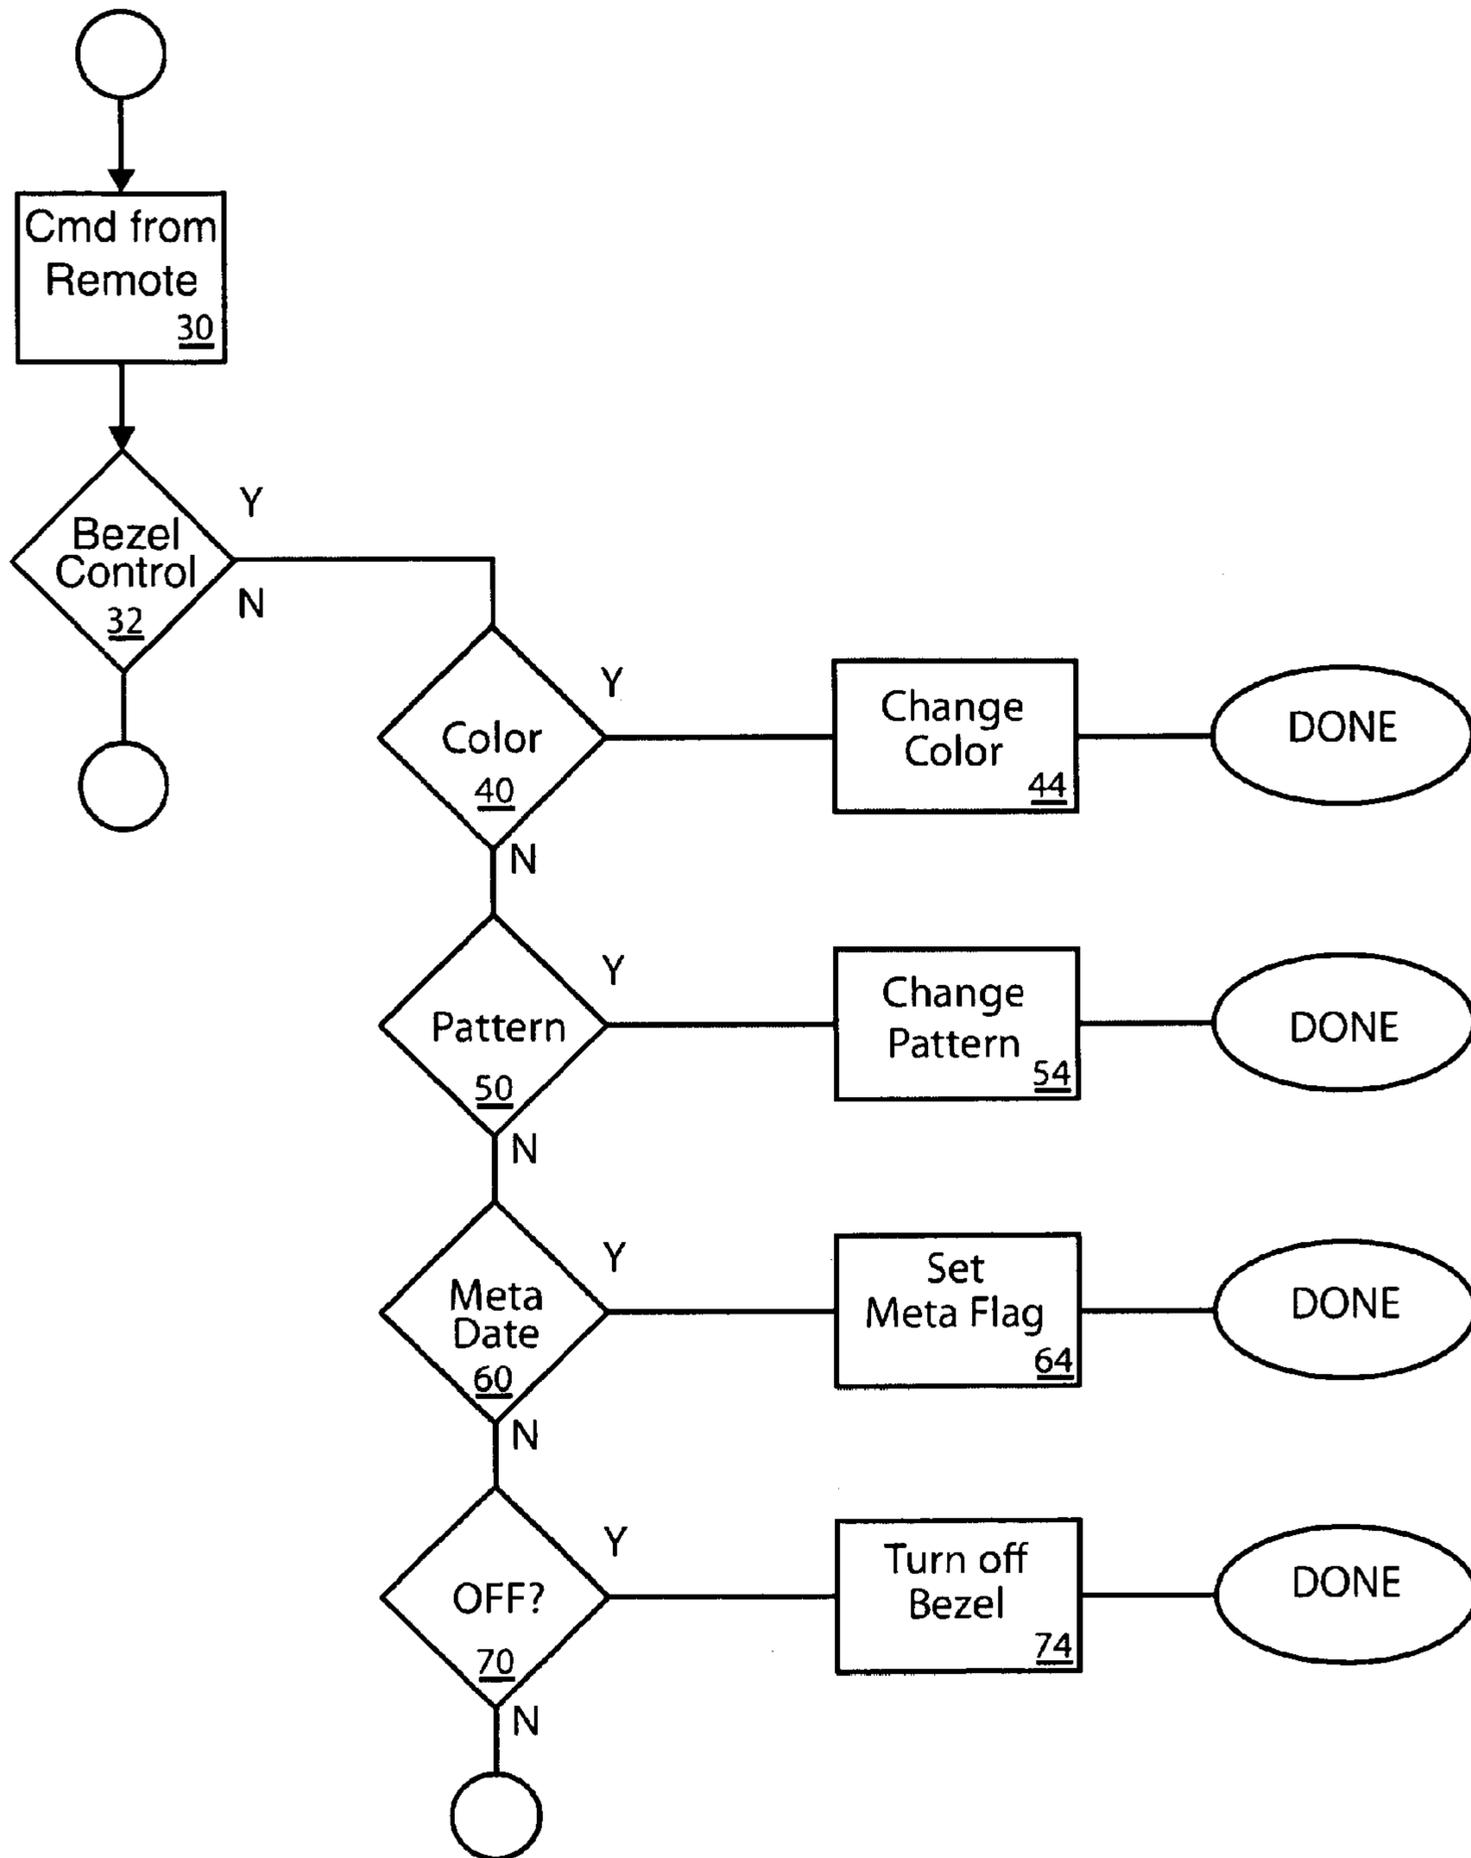 Cmd from
Remote
30
Bezel
Control
32
Y
N
Color
40
Y
N
Change
Color
44
DONE
Pattern
50
Y
N
Change
Pattern
54
DONE
Meta
Date
60
Y
N
Set
Meta Flag
64
DONE
OFF?
70
Y
N
Turn off
Bezel
74
DONE